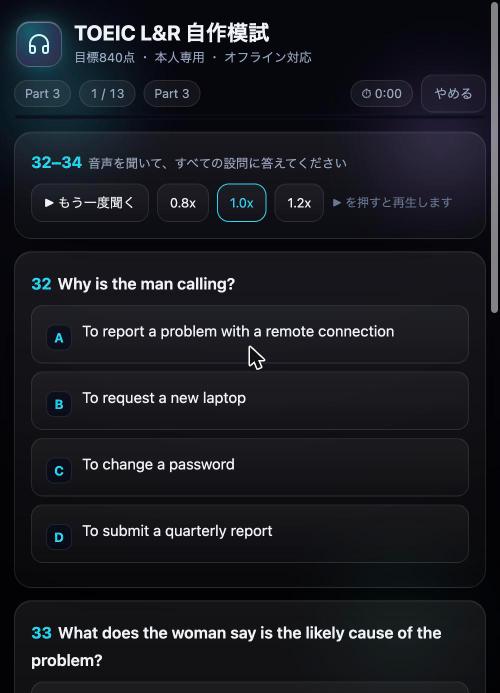 TOEIC L&R 自作模試
目標840点 ・ 本人専用 ・ オフライン対応
Part 3
1 / 13
Part 3
⏱ 0:00
やめる
32–34 音声を聞いて、すべての設問に答えてください
▶ もう一度聞く
0.8x
1.0x
1.2x
▶ を押すと再生します
32 Why is the man calling?
A To report a problem with a remote connection
B To request a new laptop
C To change a password
D To submit a quarterly report
33 What does the woman say is the likely cause of the
problem?